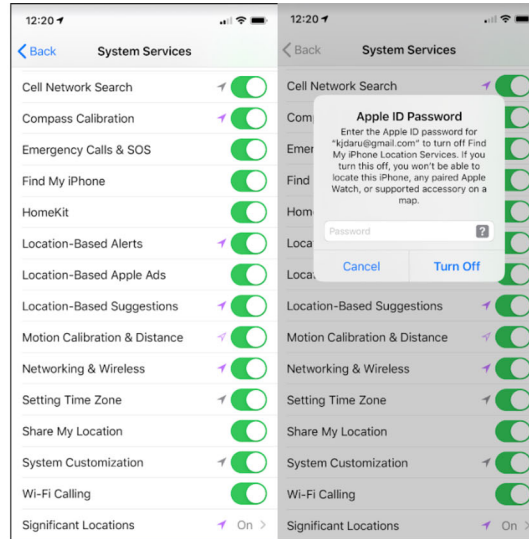 12:20
Back
System Services
Cell Network Search
Compass Calibration
Emergency Calls & SOS
Find My iPhone
HomeKit
Location-Based Alerts
Location-Based Apple Ads
Location-Based Suggestions
Motion Calibration & Distance
Networking & Wireless
Setting Time Zone
Share My Location
System Customization
Wi-Fi Calling
Significant Locations On
12:20
Back
System Services
Cell Network Search
Com
Emer
Find
Hom
Loca
Loca
Apple ID Password
Enter the Apple ID password for
"kjdaru@gmail.com" to turn off Find
My iPhone Location Services. If you
turn this off, you won't be able to
locate this iPhone, any paired Apple
Watch, or supported accessory on a
map.
Password
?
Cancel
Turn Off
Location-Based Suggestions
Motion Calibration & Distance
Networking & Wireless
Setting Time Zone
Share My Location
System Customization
Wi-Fi Calling
Significant Locations On